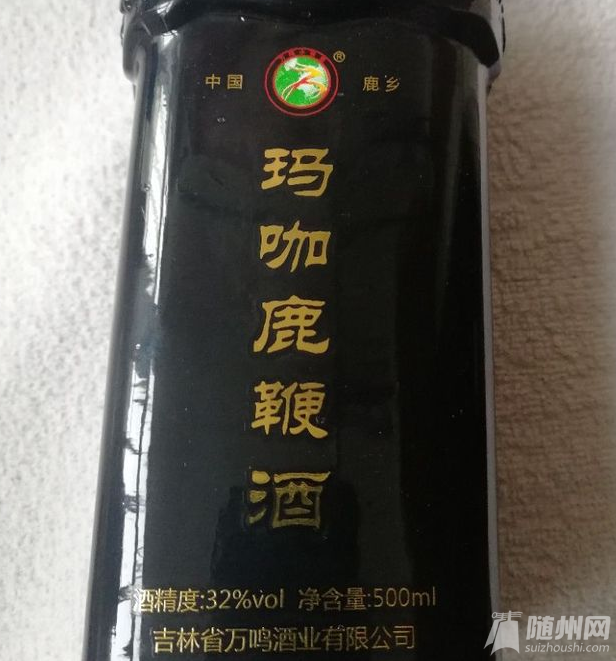 中国 ® 鹿乡
玛咖鹿鞭酒
酒精度:32%vol 净含量:500ml
吉林省万鸣酒业有限公司
随州网
suizhoushi.com